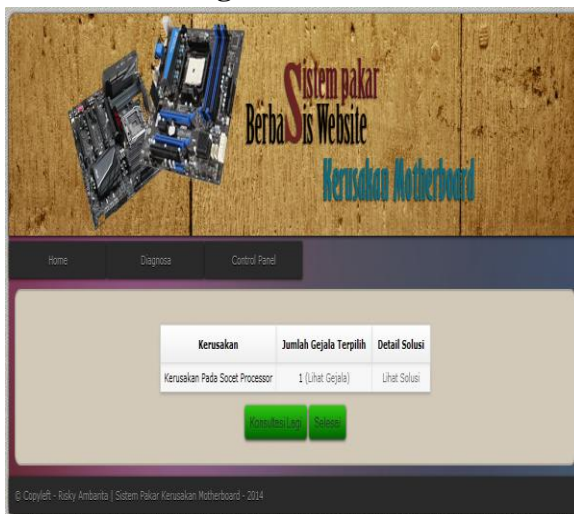 Sistem pakar
Berbasis Website
Kerusakan Motherboard
Home Diagnosa Control Panel
Kerusakan Jumlah Gejala Terpilih Detail Solusi
Kerusakan Pada Socet Processor 1 (Lihat Gejala) Lihat Solusi
Konsultasi Lagi Selesai
© Copyleft - Risky Ambarita | Sistem Pakar Kerusakan Motherboard - 2014